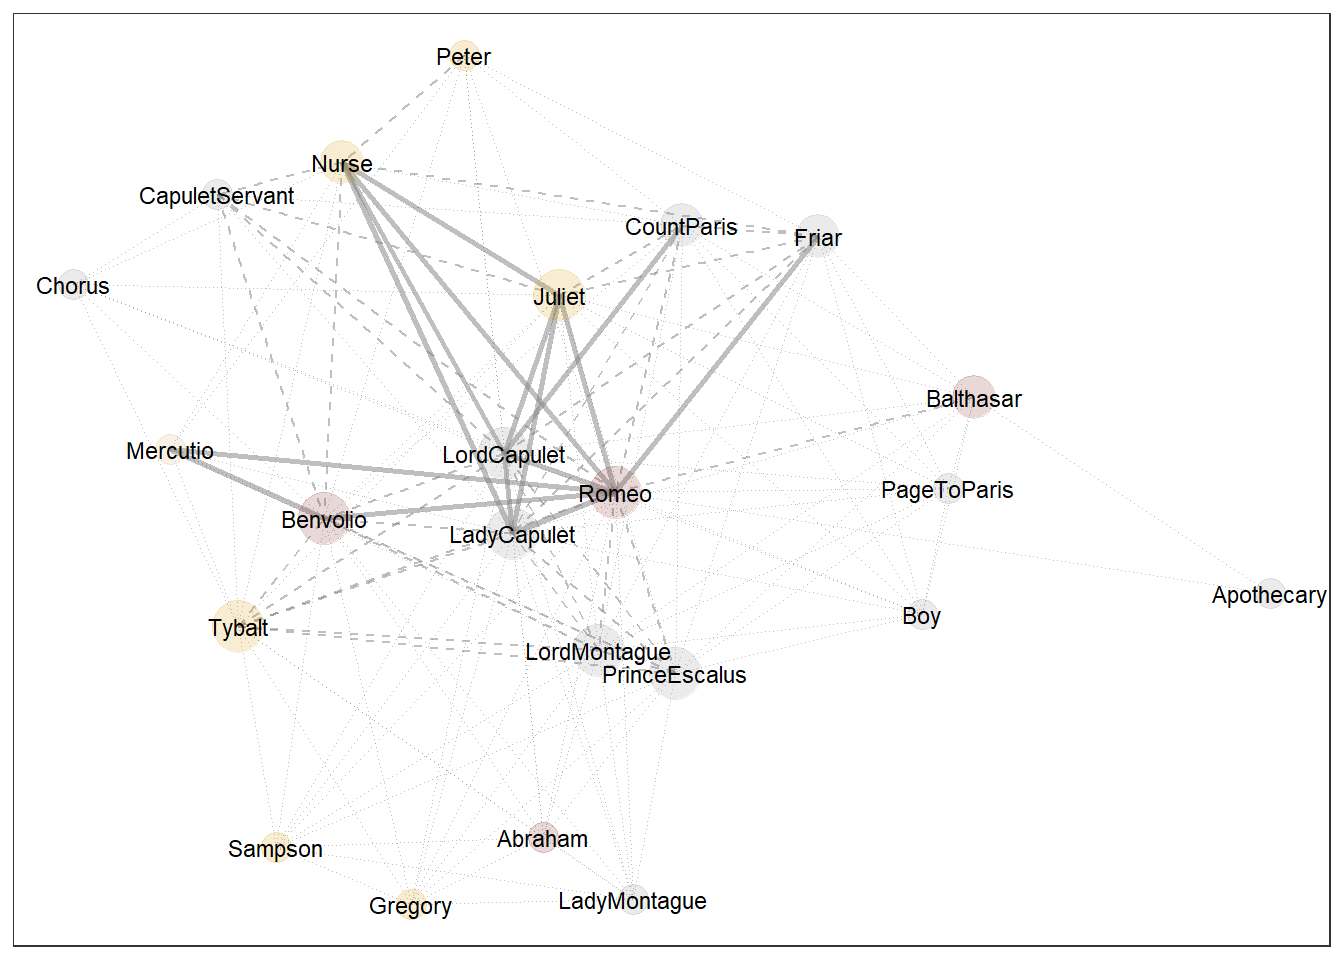 Peter
Nurse
CapuletServant
CountParis
Friar
Chorus
Juliet
Balthasar
Mercutio
LordCapulet
Romeo
PageToParis
Benvolio
LadyCapulet
Apothecary
Boy
Tybalt
LordMontague
PrinceEscalus
Abraham
Sampson
LadyMontague
Gregory